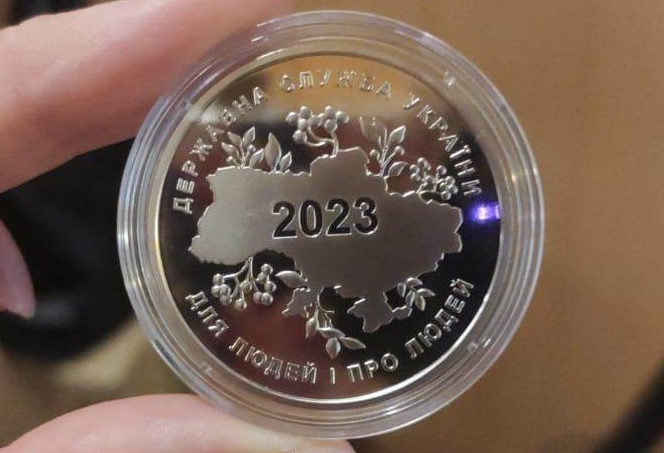 ДЕРЖАВНА СЛУЖБА УКРАЇНИ
2023
ДЛЯ ЛЮДЕЙ І ПРО ЛЮДЕЙ